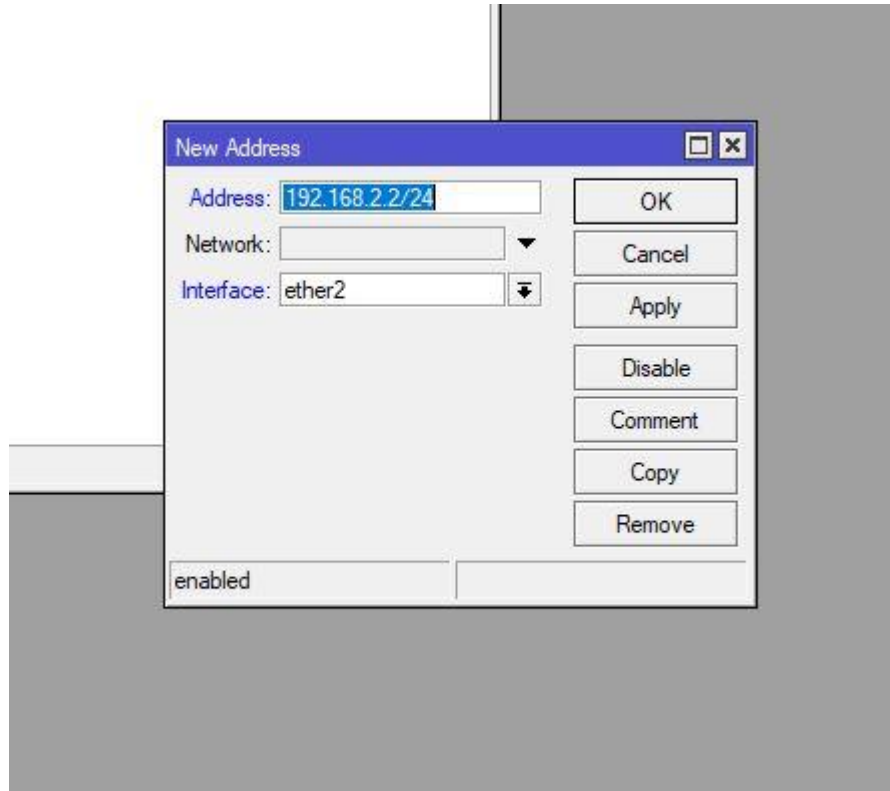 New Address
Address: 192.168.2.2/24
Network:
Interface: ether2
OK
Cancel
Apply
Disable
Comment
Copy
Remove
enabled